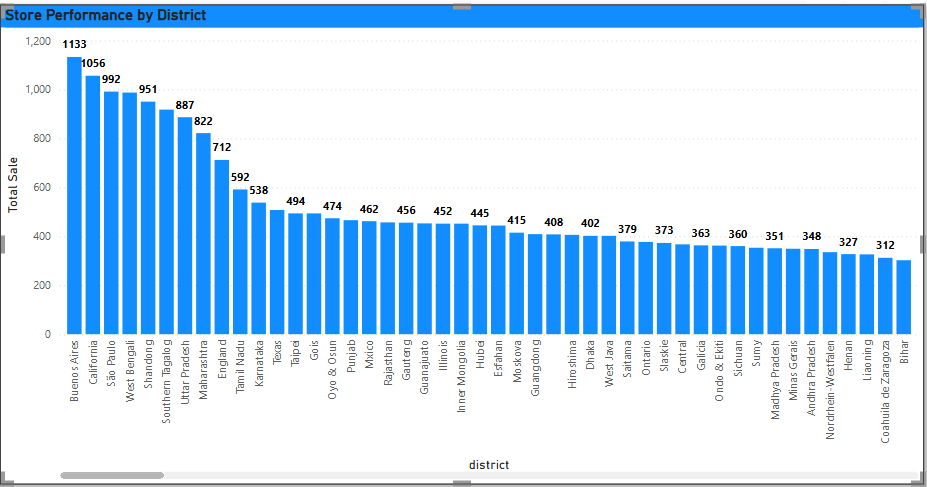 Store Performance by District
1,200
1,000
800
600
400
200
0
Total Sale
1133
1056
992
951
887
822
712
592
538
494
474
462
456
452
445
415
408
402
379
373
363
360
351
348
327
312
Buenos Aires
California
São Paulo
West Bengali
Shandong
Southern Tagalog
Uttar Pradesh
Maharashtra
England
Tamil Nadu
Karnataka
Texas
Taipei
Gois
Oyo & Osun
Punjab
Mxico
Rajasthan
Gauteng
Guanajuato
Illinois
Inner Mongolia
Hubei
Esfahan
Moskova
Guangdong
Hiroshima
Dhaka
West Java
Saitama
Ontario
Slaskie
Central
Galicia
Ondo & Ekiti
Sichuan
Sumy
Madhya Pradesh
Minas Gerais
Andhra Pradesh
Nordrhein-Westfalen
Henan
Liaoning
Coahuila de Zaragoza
Bihar
district